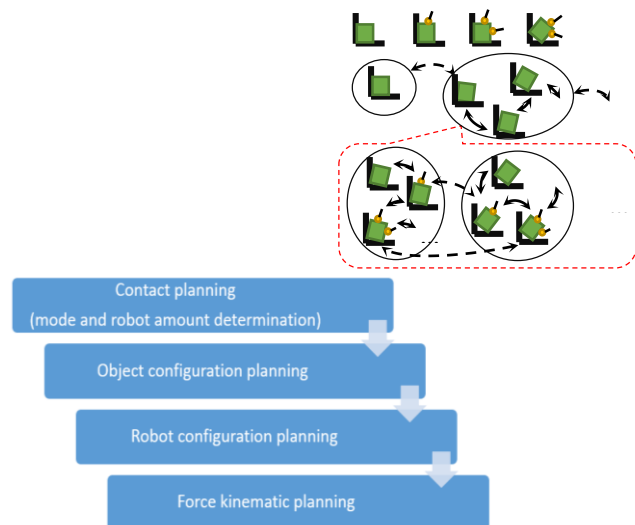 ...
Contact planning
(mode and robot amount determination)
Object configuration planning
Robot configuration planning
Force kinematic planning